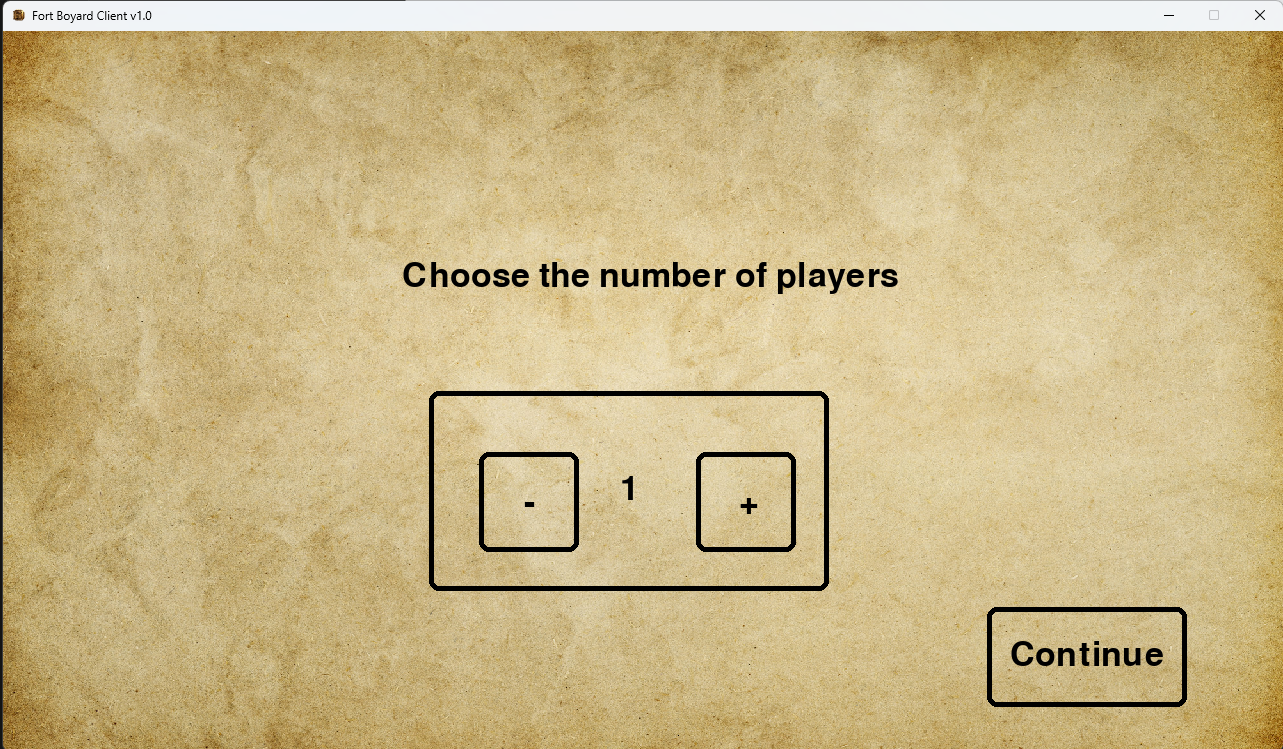 Fort Boyard Client v1.0
Choose the number of players
- 1 +
Continue